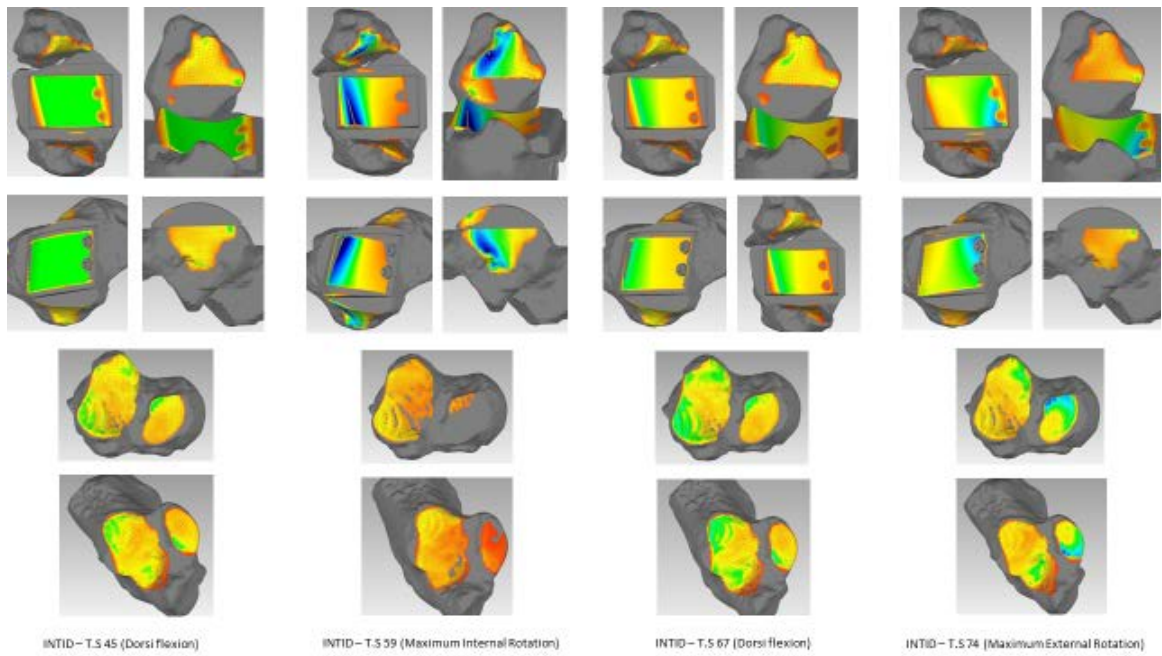 INTID – T.S 45 (Dorsi flexion)
INTID – T.S 59 (Maximum Internal Rotation)
INTID – T.S 67 (Dorsi flexion)
INTID – T.S 74 (Maximum External Rotation)